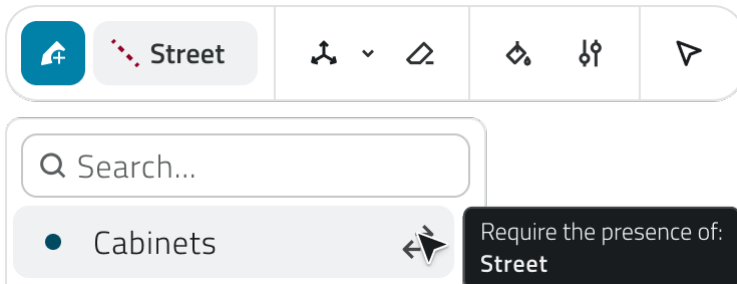 Street
Search...
Cabinets
Require the presence of:
Street